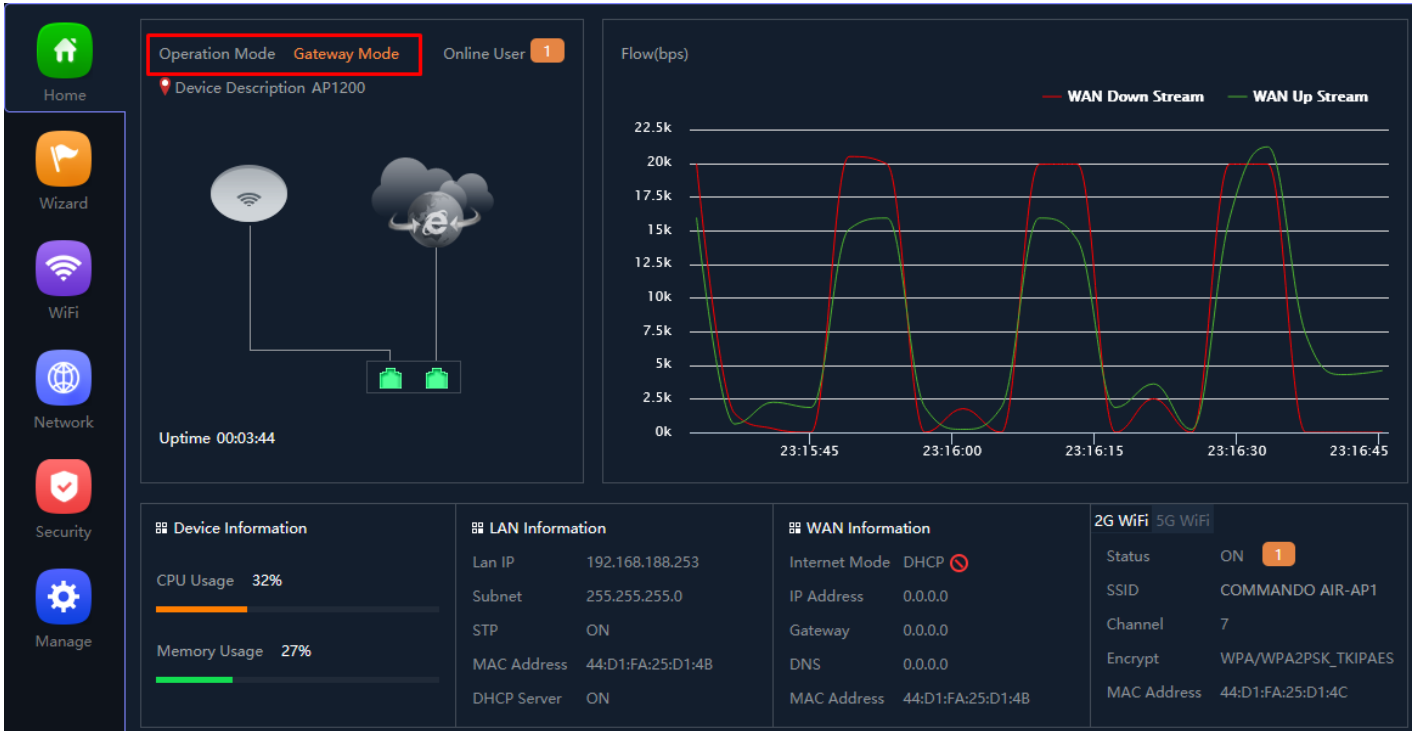 Home
Wizard
WiFi
Network
Security
Manage
Operation Mode Gateway Mode Online User 1
Device Description AP1200
Uptime 00:03:44
Flow(bps)
WAN Down Stream WAN Up Stream
22.5k
20k
17.5k
15k
12.5k
10k
7.5k
5k
2.5k
0k
23:15:45 23:16:00 23:16:15 23:16:30 23:16:45
Device Information
CPU Usage 32%
Memory Usage 27%
LAN Information
Lan IP 192.168.188.253
Subnet 255.255.255.0
STP ON
MAC Address 44:D1:FA:25:D1:4B
DHCP Server ON
WAN Information
Internet Mode DHCP
IP Address 0.0.0.0
Gateway 0.0.0.0
DNS 0.0.0.0
MAC Address 44:D1:FA:25:D1:4B
2G WiFi 5G WiFi
Status ON 1
SSID COMMANDO AIR-AP1
Channel 7
Encrypt WPA/WPA2PSK_TKIPAES
MAC Address 44:D1:FA:25:D1:4C